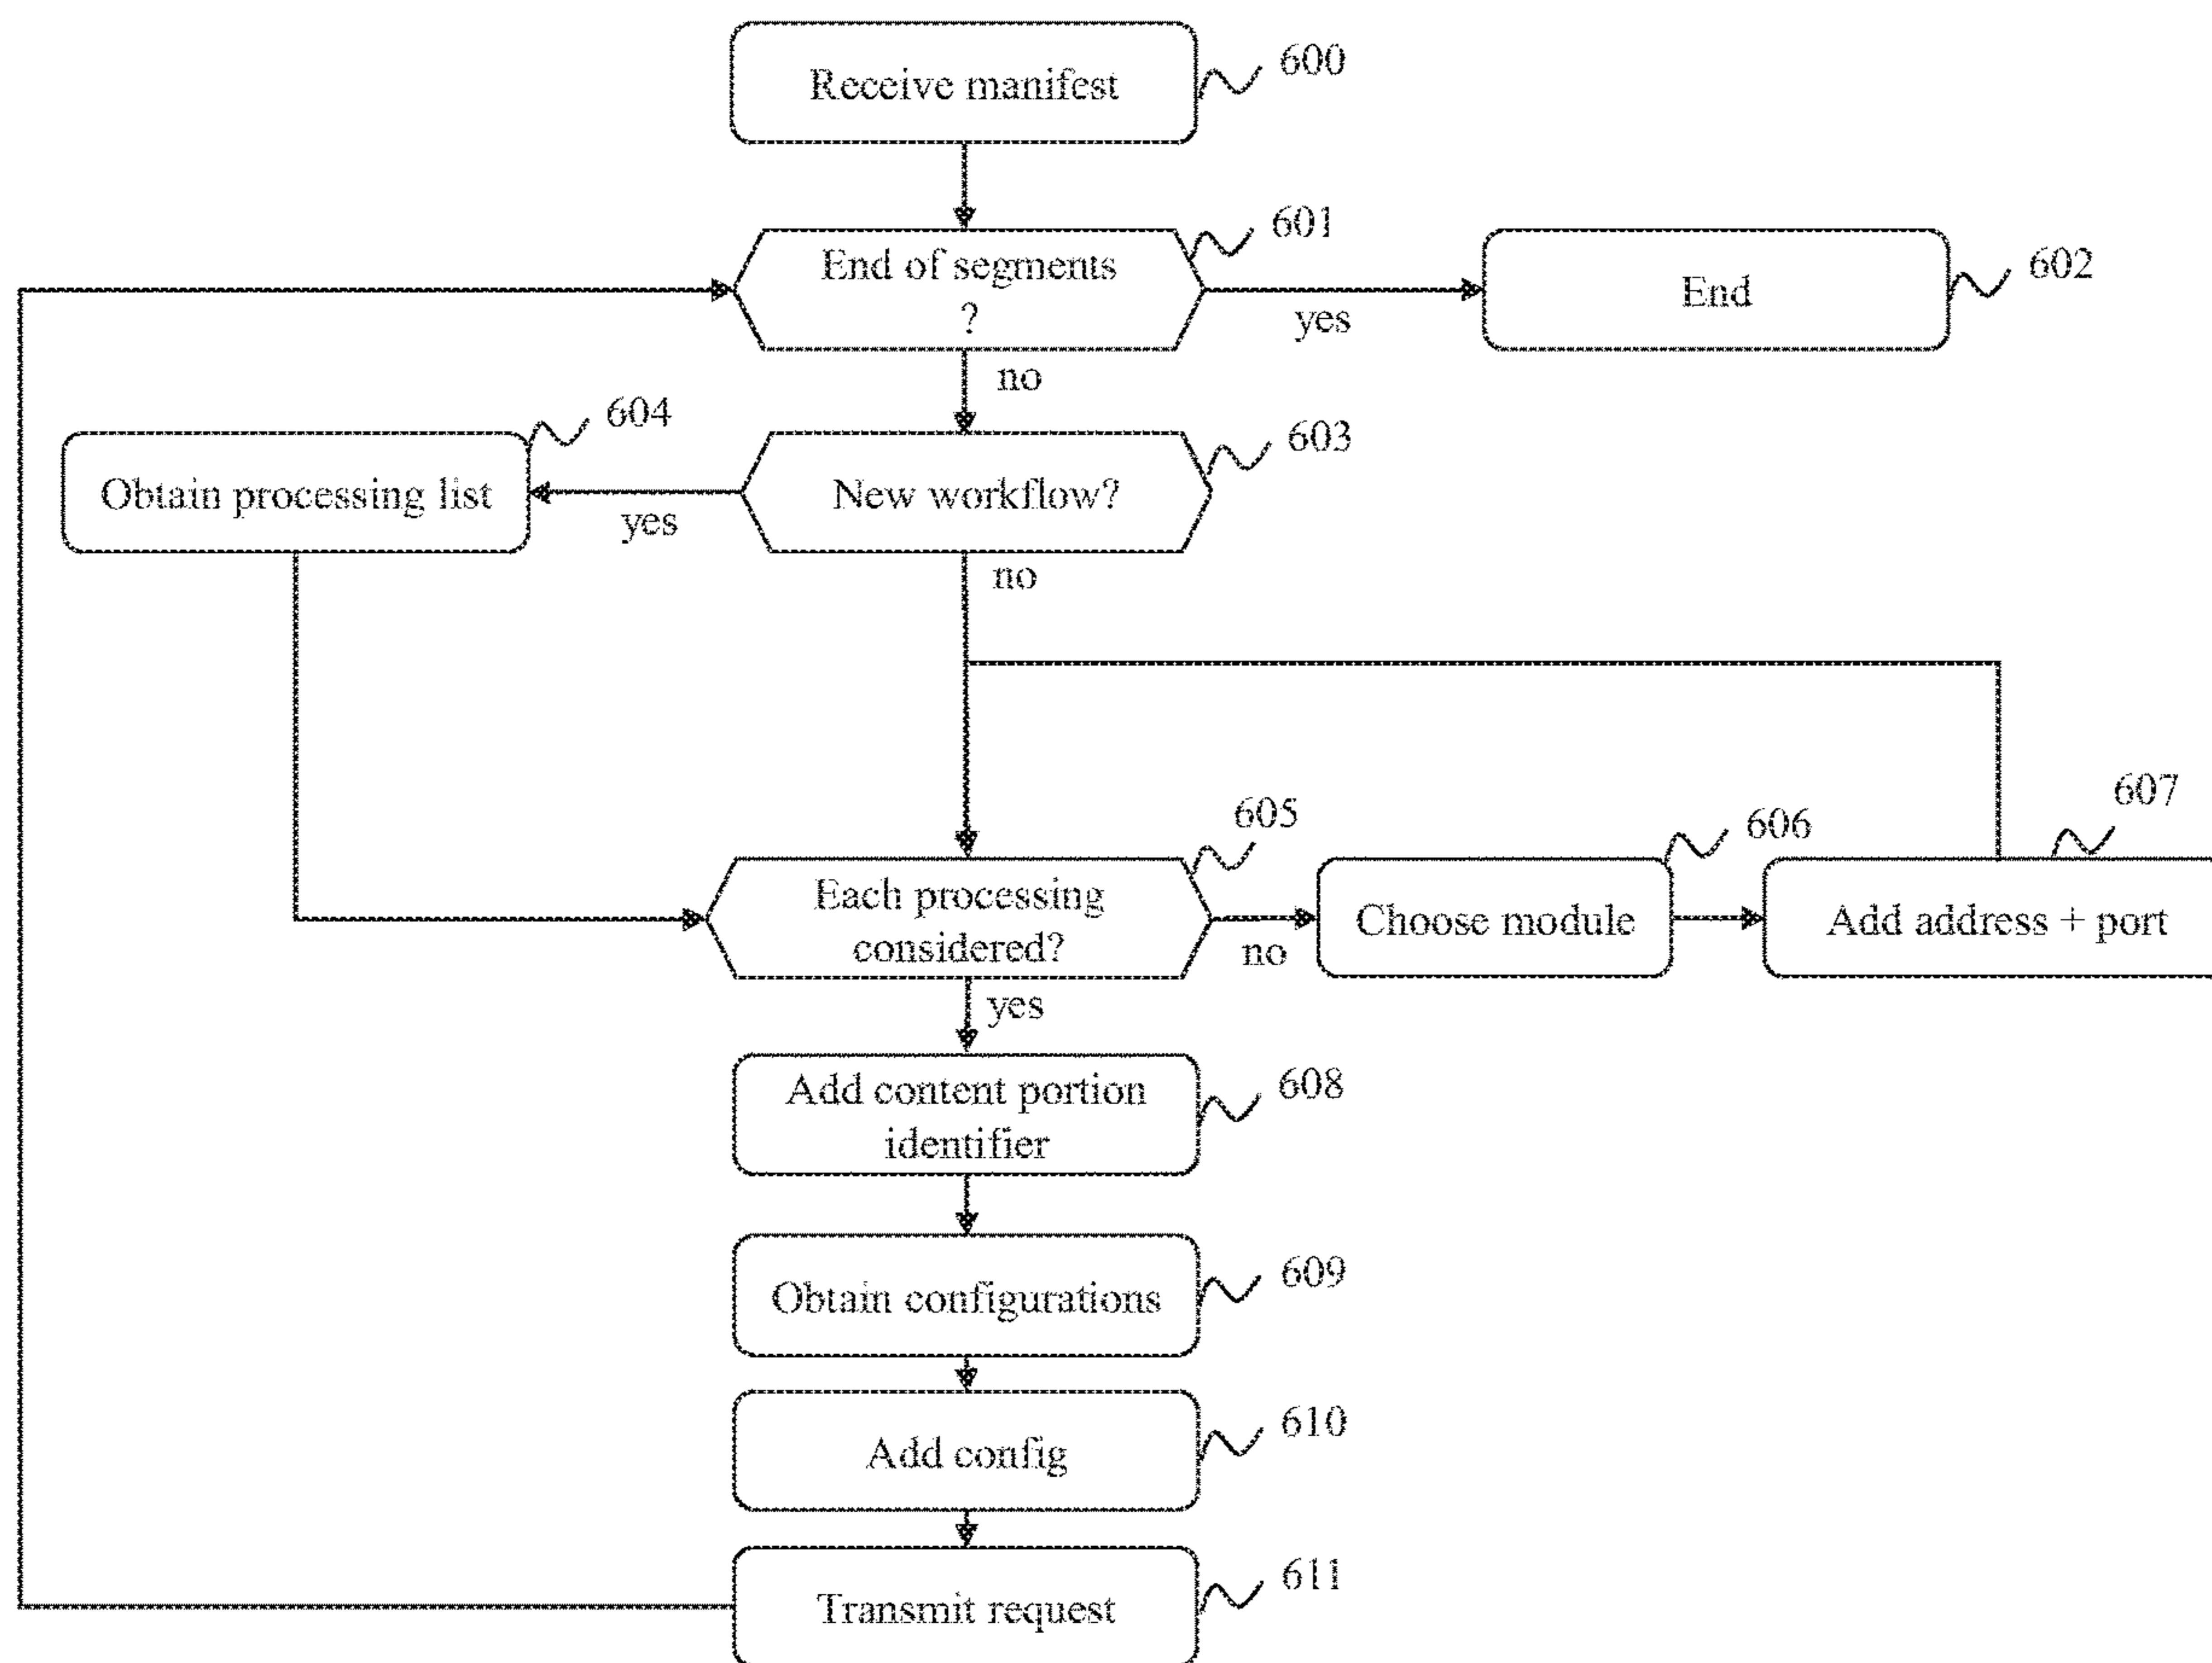 Receive manifest
600
End of segments
?
601
yes
End
602
no
Obtain processing list
604
yes
New workflow?
603
no
Each processing
considered?
605
no
Choose module
606
Add address + port
607
yes
Add content portion
identifier
608
Obtain configurations
609
Add config
610
Transmit request
611